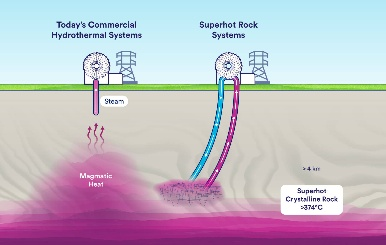 Today's Commercial
Hydrothermal Systems
Superhot Rock
Systems
Steam
Magmatic
Heat
> 4 km
Superhot
Crystalline Rock
>374°C